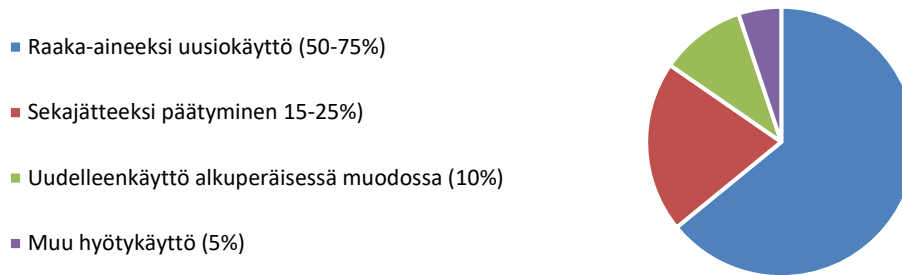 Raaka-aineeksi uusiokäyttö (50-75%)
Sekajätteeksi päätyminen 15-25%)
Uudelleenkäyttö alkuperäisessä muodossa (10%)
Muu hyötykäyttö (5%)